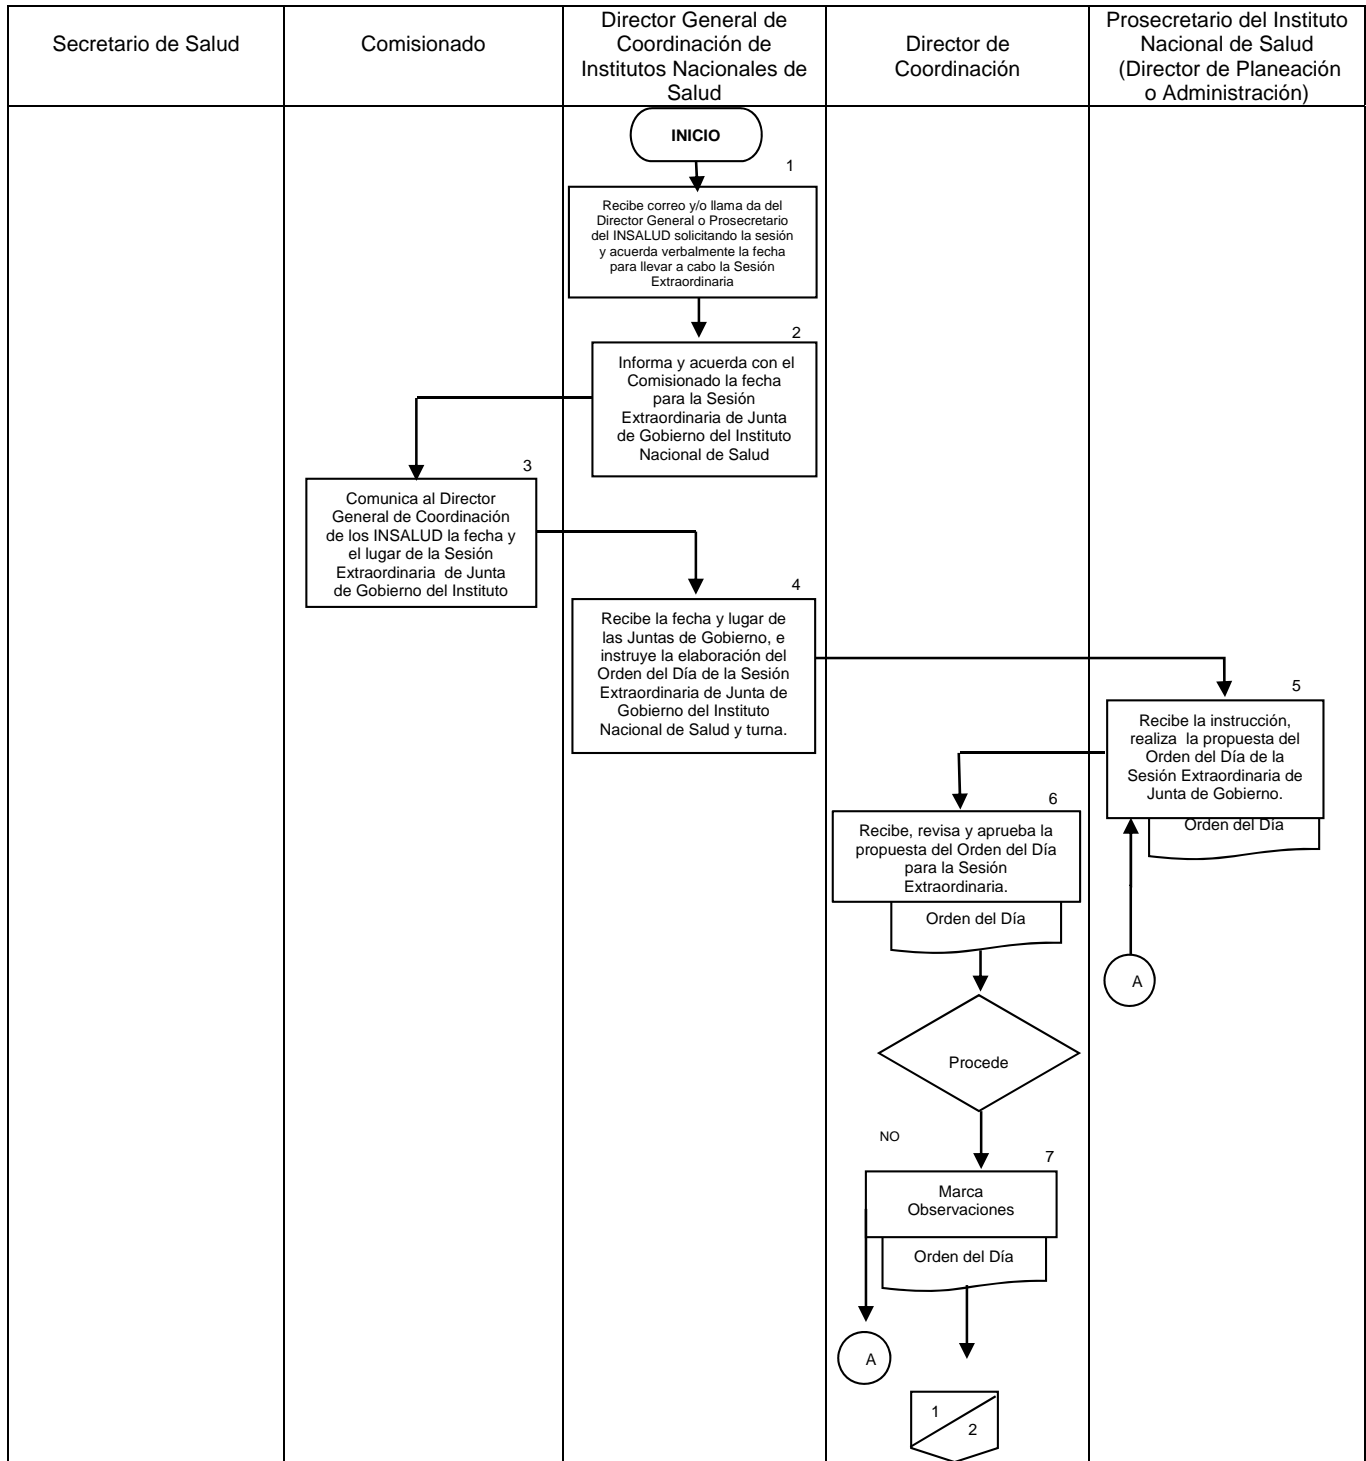 Secretario de Salud
Comisionado
Director General de
Coordinación de
Institutos Nacionales de
Salud
Director de
Coordinación
Prosecretario del Instituto
Nacional de Salud
(Director de Planeación
o Administración)
INICIO
1
Recibe correo y/o llama da del
Director General o Prosecretario
del INSALUD solicitando la sesión
y acuerda verbalmente la fecha
para llevar a cabo la Sesión
Extraordinaria
2
Informa y acuerda con el
Comisionado la fecha
para la Sesión
Extraordinaria de Junta
de Gobierno del Instituto
Nacional de Salud
3
Comunica al Director
General de Coordinación
de los INSALUD la fecha y
el lugar de la Sesión
Extraordinaria de Junta
de Gobierno del Instituto
4
Recibe la fecha y lugar de
las Juntas de Gobierno, e
instruye la elaboración del
Orden del Día de la Sesión
Extraordinaria de Junta de
Gobierno del Instituto
Nacional de Salud y turna.
5
Recibe la instrucción,
realiza la propuesta del
Orden del Día de la
Sesión Extraordinaria de
Junta de Gobierno.
Orden del Día
A
6
Recibe, revisa y aprueba la
propuesta del Orden del Día
para la Sesión
Extraordinaria.
Orden del Día
Procede
NO
7
Marca
Observaciones
Orden del Día
A
1
2